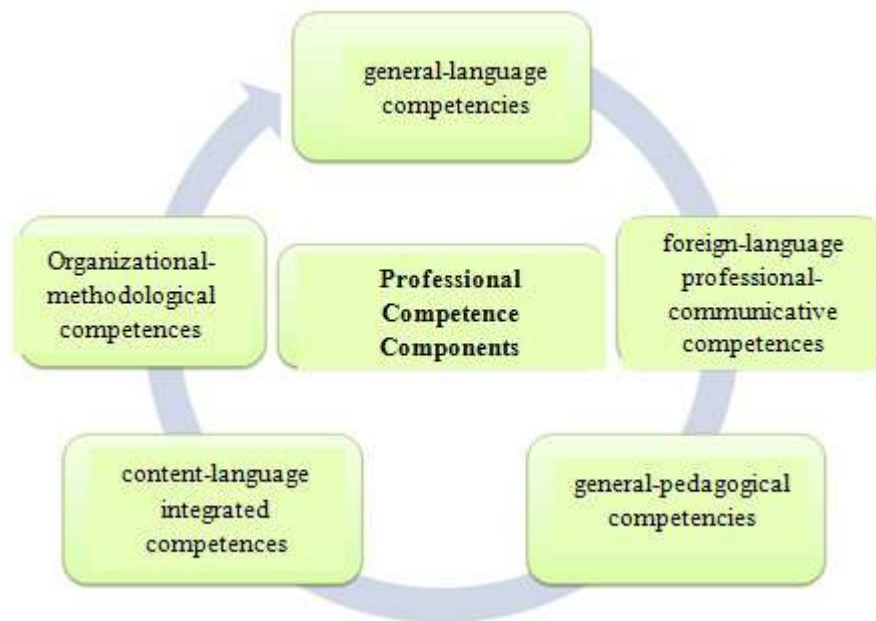 general-language
competencies
Organizational-
methodological
competences
Professional
Competence
Components
foreign-language
professional-
communicative
competences
content-language
integrated
competences
general-pedagogical
competencies